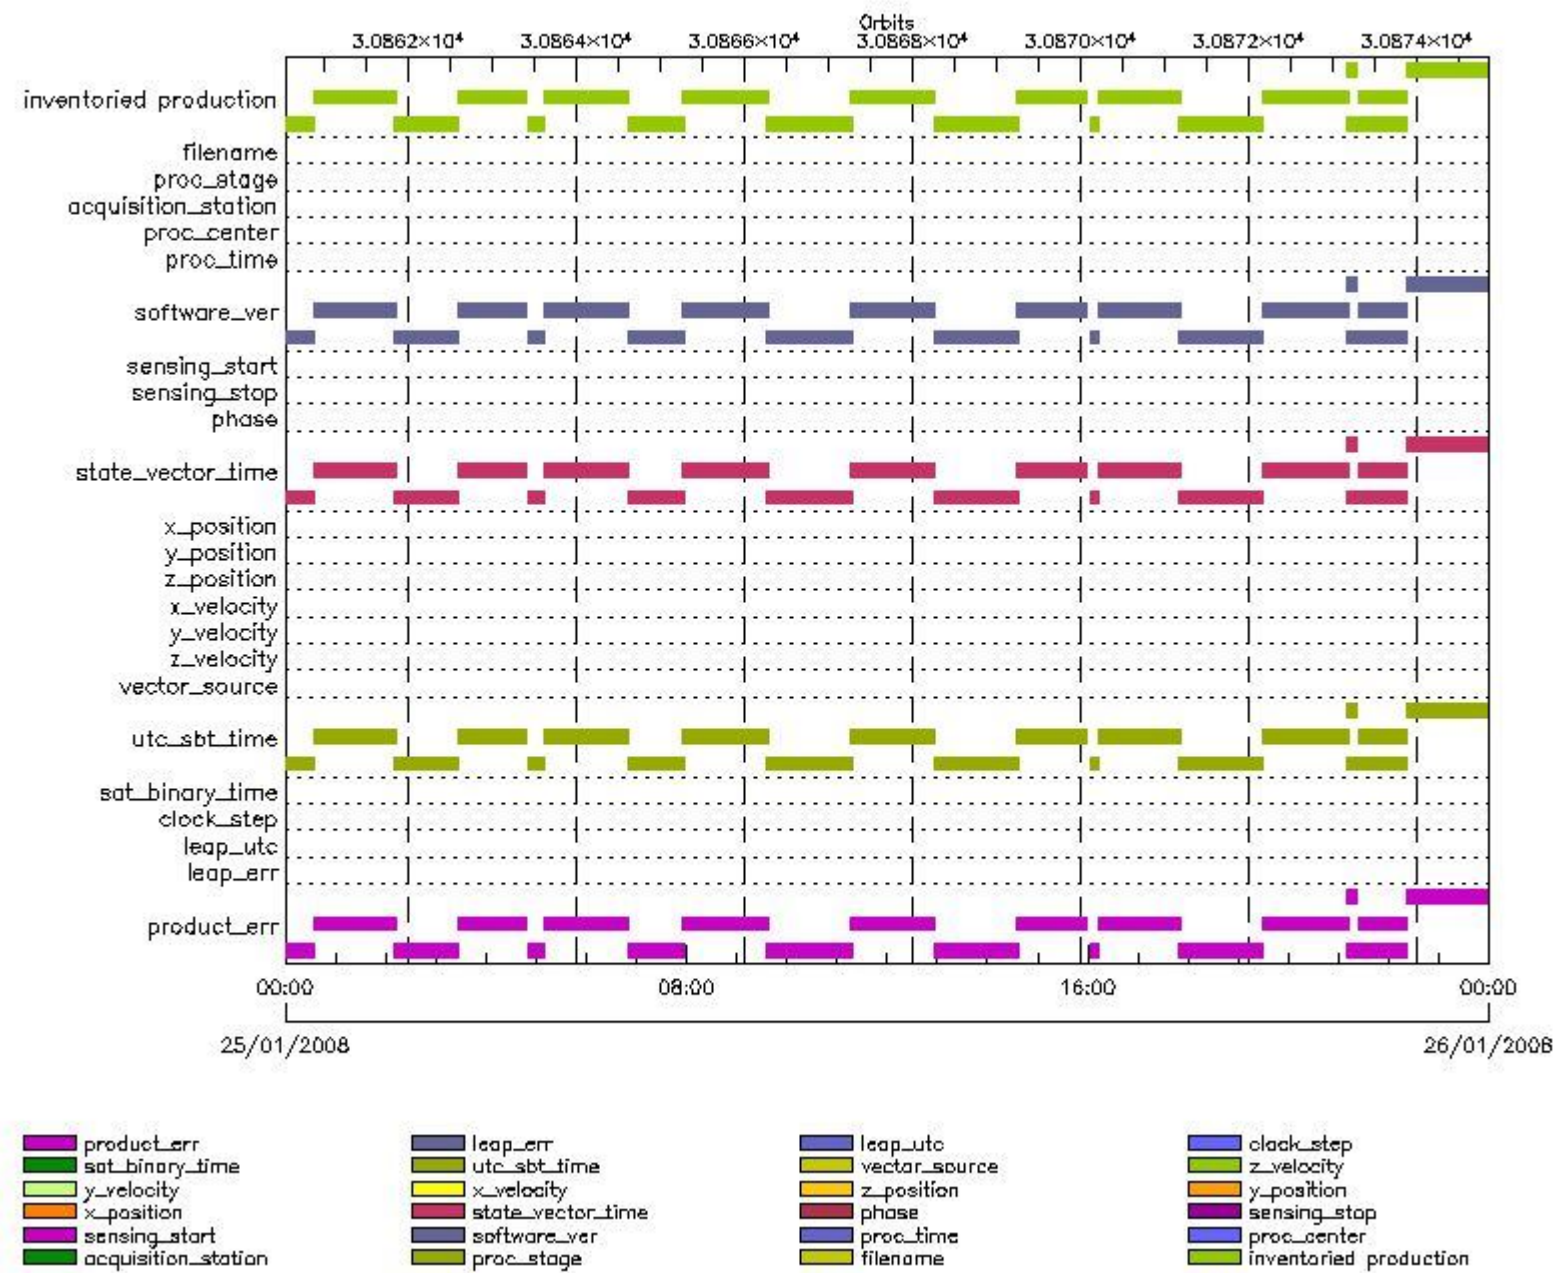 Orbits
3.0862×10⁴ 3.0864×10⁴ 3.0866×10⁴ 3.0868×10⁴ 3.0870×10⁴ 3.0872×10⁴ 3.0874×10⁴
inventoried production
filename
proc_stage
acquisition_station
proc_center
proc_time
software_ver
sensing_start
sensing_stop
phase
state_vector_time
x_position
y_position
z_position
x_velocity
y_velocity
z_velocity
vector_source
utc_sbt_time
sat_binary_time
clock_step
leap_utc
leap_err
product_err
00:00 08:00 16:00 00:00
25/01/2008 26/01/2008
product_err leap_err leap_utc clock_step
sat_binary_time utc_sbt_time vector_source z_velocity
y_velocity x_velocity z_position y_position
x_position state_vector_time phase sensing_stop
sensing_start software_ver proc_time proc_center
acquisition_station proc_stage filename inventoried production